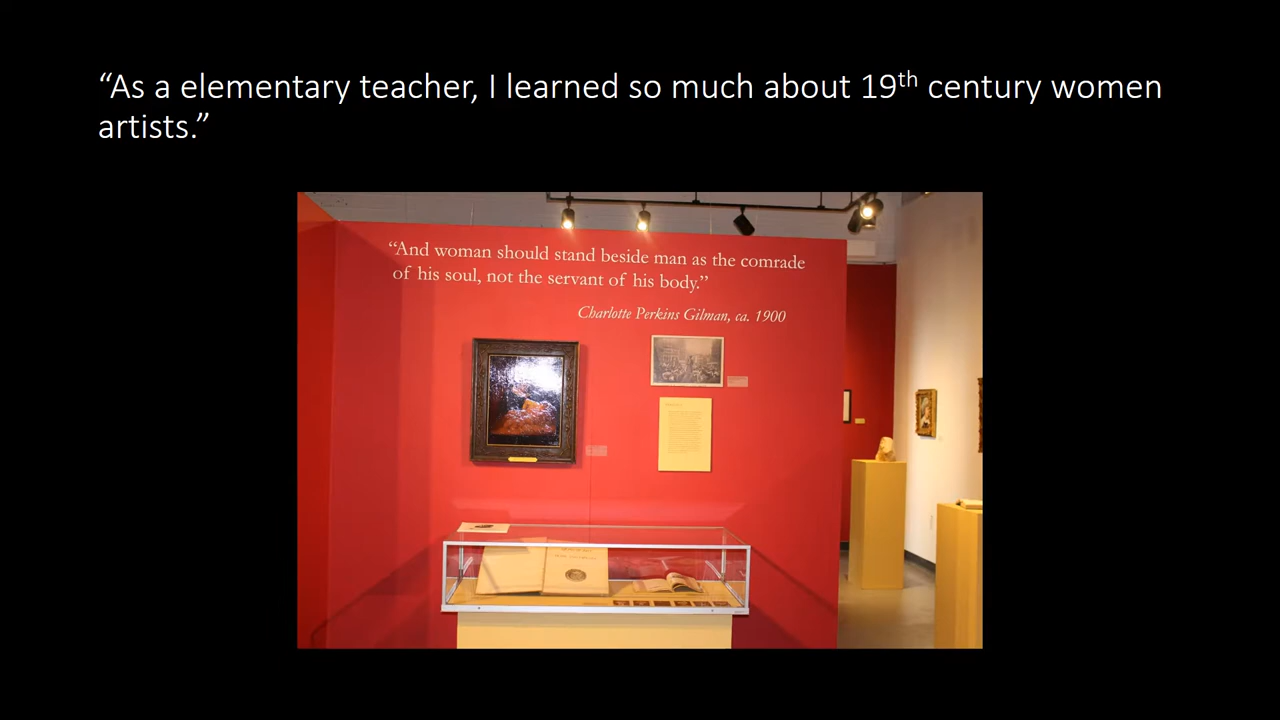 “As a elementary teacher, I learned so much about 19th century women
artists.”
“And woman should stand beside man as the comrade
of his soul, not the servant of his body.”
Charlotte Perkins Gilman, ca. 1900